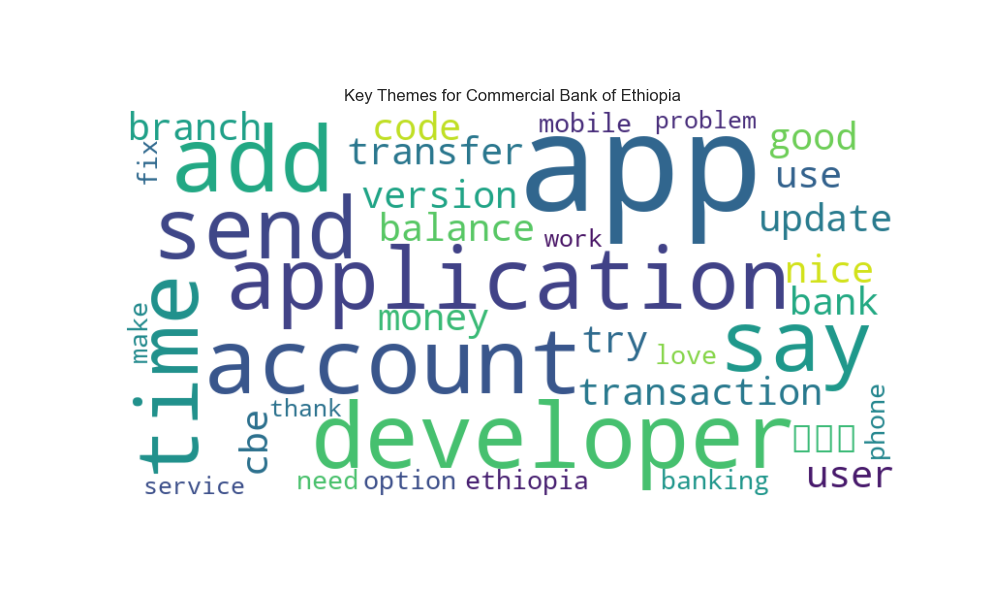 Key Themes for Commercial Bank of Ethiopia
branch
code
mobile
problem
good
add
app
fix
transfer
use
version
update
send
balance
work
application
nice
bank
time
make
money
try
say
account
love
transaction
cbe
thank
developer
phone
user
service
need
option
ethiopia
banking